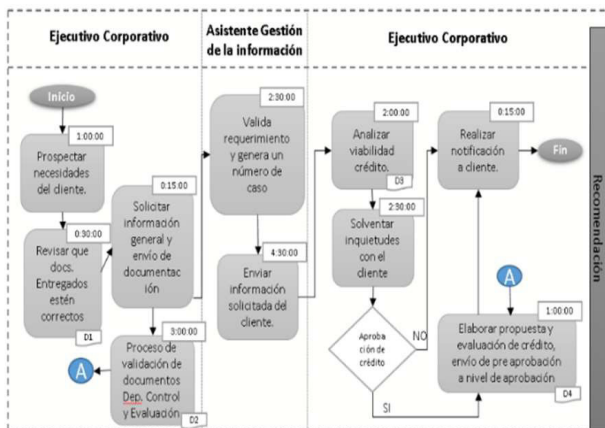 Ejecutivo Corporativo
Asistente Gestión
de la información
Ejecutivo Corporativo
Inicio
1:00:00
Prospectar
necesidades
del cliente.
0:30:00
Revisar que
docs.
Entregados
estén
correctos
D1
0:15:00
Solicitar
información
general y
envío de
documentac
ión
3:00:00
Proceso de
validación de
documentos
Dep. Control
y Evaluación
D2
A
2:30:00
Valida
requerimiento
y genera un
número de
caso
4:30:00
Enviar
información
solicitada del
cliente.
2:00:00
Analizar
viabilidad
crédito.
D3
2:30:00
Solventar
inquietudes
con el
cliente
Aproba
ción de
crédito
NO
SI
0:15:00
Realizar
notificación
a cliente.
Fin
A
1:00:00
Elaborar propuesta y
evaluación de crédito,
envío de pre aprobación
a nivel de aprobación
D4
Recomendación